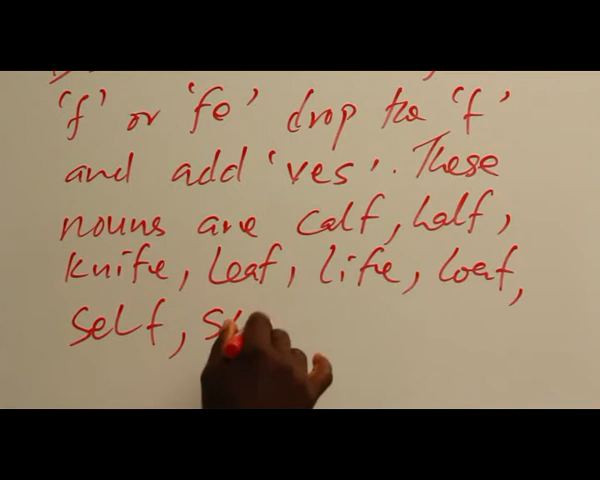 'f' or 'fe' drop the 'f'
and add 'ves'. These
nouns are calf, half,
knife, leaf, life, loaf,
self, s